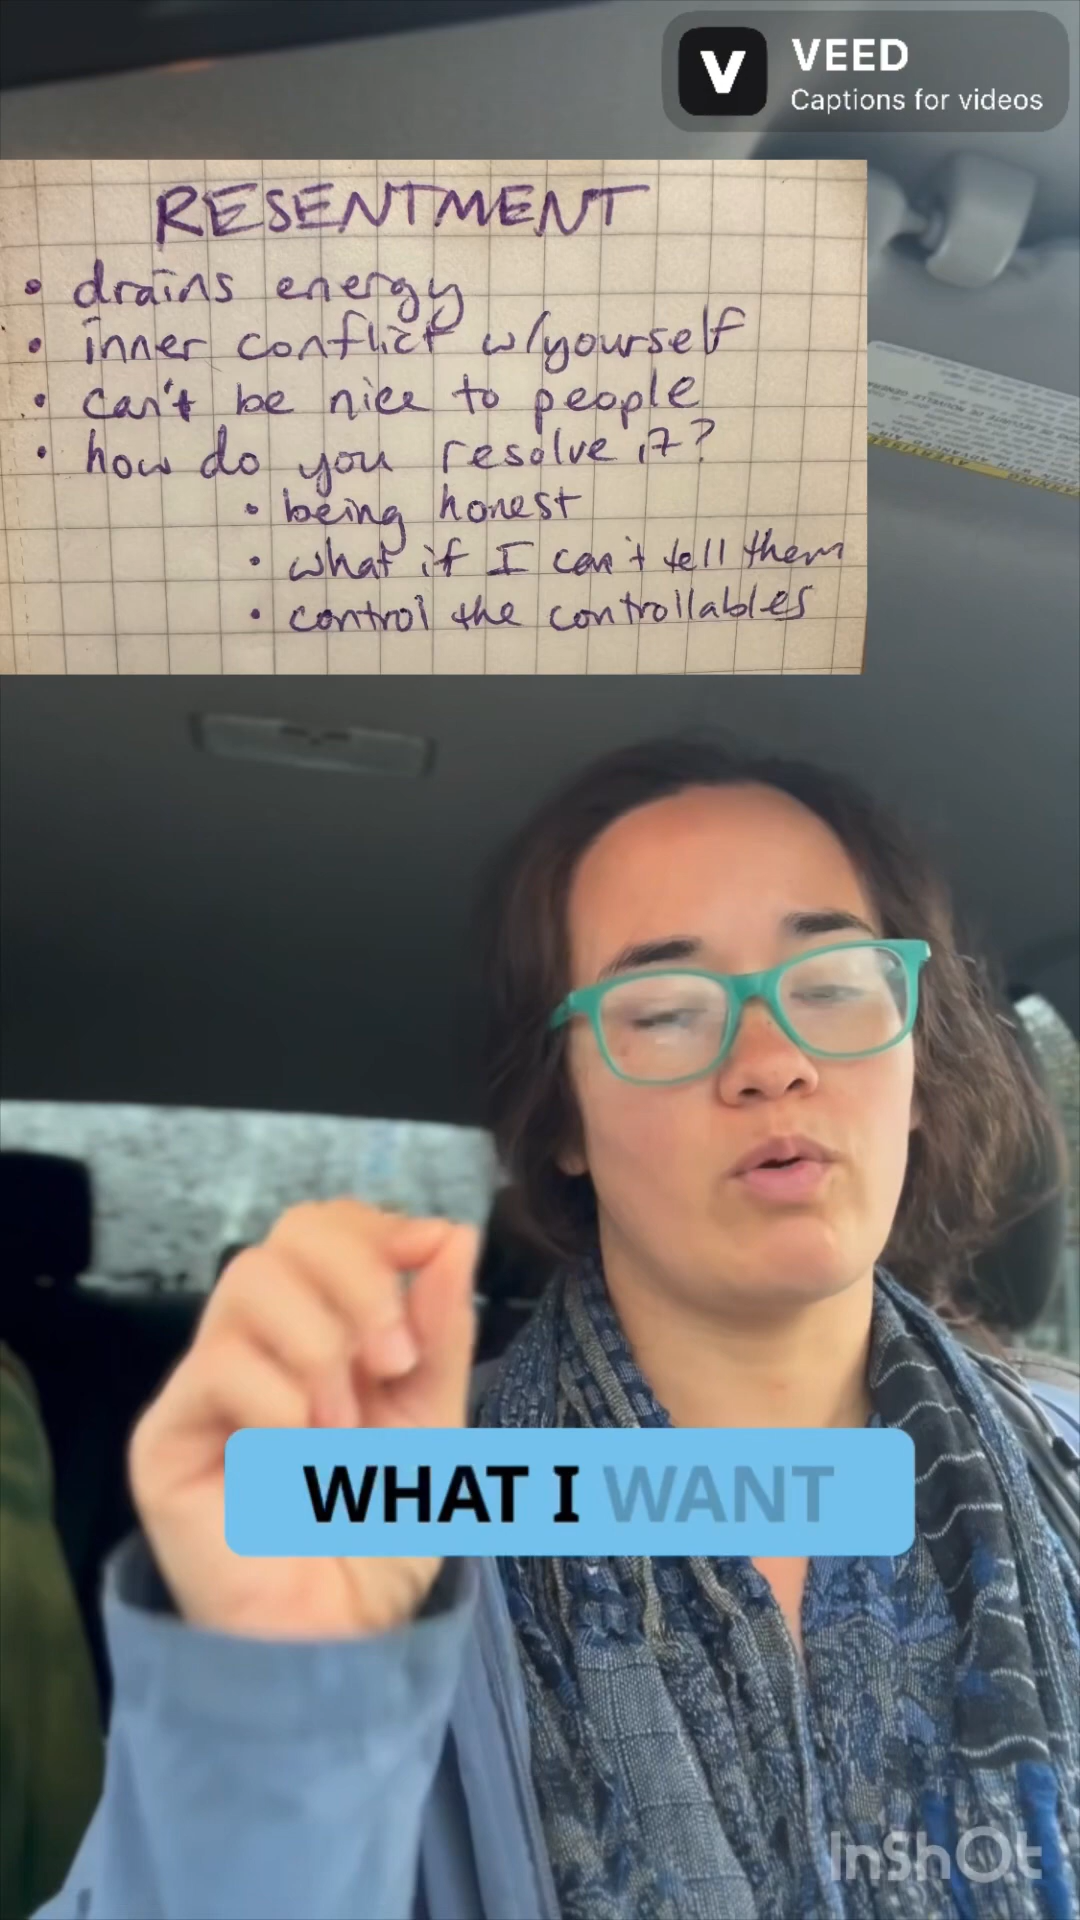 VEED
Captions for videos
RESENTMENT
• drains energy
• inner conflict w/yourself
• can't be nice to people
• how do you resolve it?
• being honest
• what if I can't tell them
• control the controllables
WHAT I WANT
InShOt